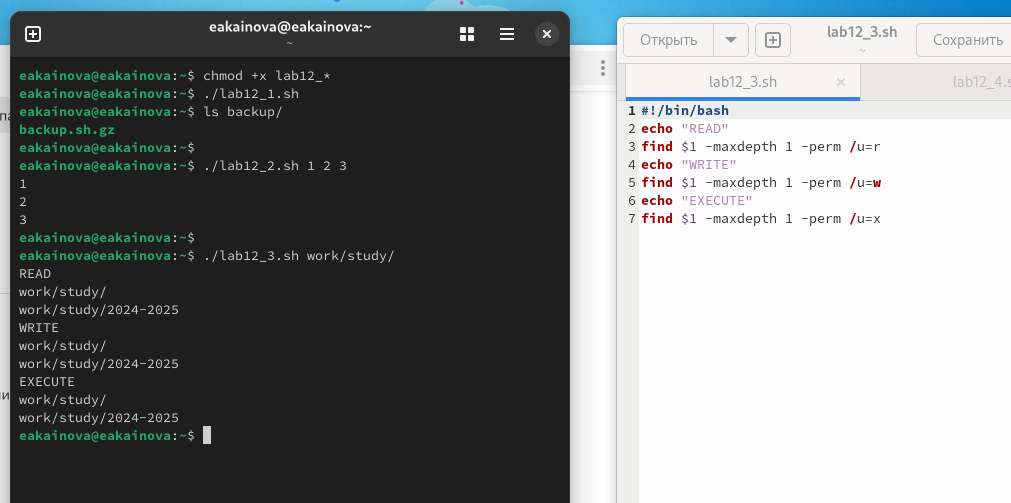 eakainova@eakainova:~
~
eakainova@eakainova:~$ chmod +x lab12_*
eakainova@eakainova:~$ ./lab12_1.sh
eakainova@eakainova:~$ ls backup/
backup.sh.gz
eakainova@eakainova:~$
eakainova@eakainova:~$ ./lab12_2.sh 1 2 3
1
2
3
eakainova@eakainova:~$
eakainova@eakainova:~$ ./lab12_3.sh work/study/
READ
work/study/
work/study/2024-2025
WRITE
work/study/
work/study/2024-2025
EXECUTE
work/study/
work/study/2024-2025
eakainova@eakainova:~$
Открыть
lab12_3.sh
~
Сохранить
lab12_3.sh ×
lab12_4.s
1 #!/bin/bash
2 echo "READ"
3 find $1 -maxdepth 1 -perm /u=r
4 echo "WRITE"
5 find $1 -maxdepth 1 -perm /u=w
6 echo "EXECUTE"
7 find $1 -maxdepth 1 -perm /u=x